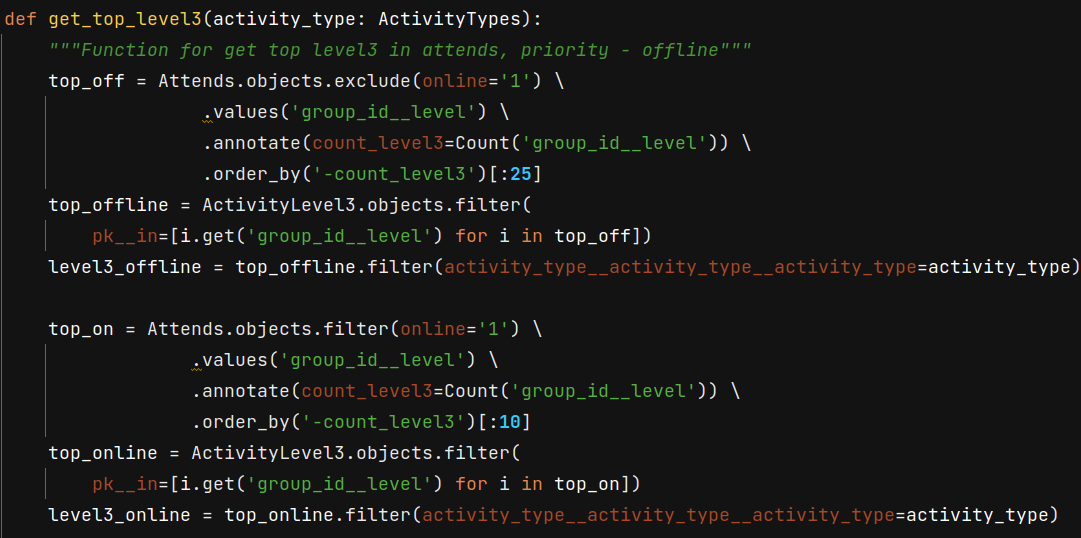 def get_top_level3(activity_type: ActivityTypes):
    """Function for get top level3 in attends, priority - offline"""
    top_off = Attends.objects.exclude(online='1') \
                  .values('group_id__level') \
                  .annotate(count_level3=Count('group_id__level')) \
                  .order_by('-count_level3')[:25]
    top_offline = ActivityLevel3.objects.filter(
        pk__in=[i.get('group_id__level') for i in top_off])
    level3_offline = top_offline.filter(activity_type__activity_type__activity_type=activity_type)

    top_on = Attends.objects.filter(online='1') \
                 .values('group_id__level') \
                 .annotate(count_level3=Count('group_id__level')) \
                 .order_by('-count_level3')[:10]
    top_online = ActivityLevel3.objects.filter(
        pk__in=[i.get('group_id__level') for i in top_on])
    level3_online = top_online.filter(activity_type__activity_type__activity_type=activity_type)